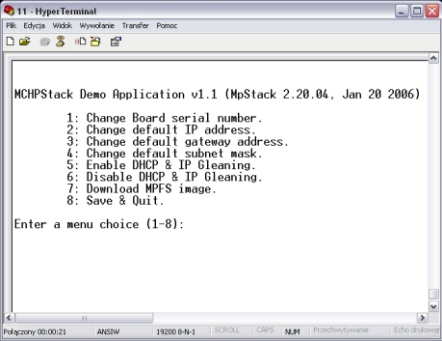 11 - HyperTerminal
Plik Edycja Widok Wywołanie Transfer Pomoc
MCHPStack Demo Application v1.1 (MpStack 2.20.04, Jan 20 2006)
1: Change Board serial number.
2: Change default IP address.
3: Change default gateway address.
4: Change default subnet mask.
5: Enable DHCP & IP Gleaning.
6: Disable DHCP & IP Gleaning.
7: Download MPFS image.
8: Save & Quit.
Enter a menu choice (1-8):
Połączony 00:00:21 ANSIW 19200 8-N-1 SCROLL CAPS NUM Przechwytywanie Echo drukowan